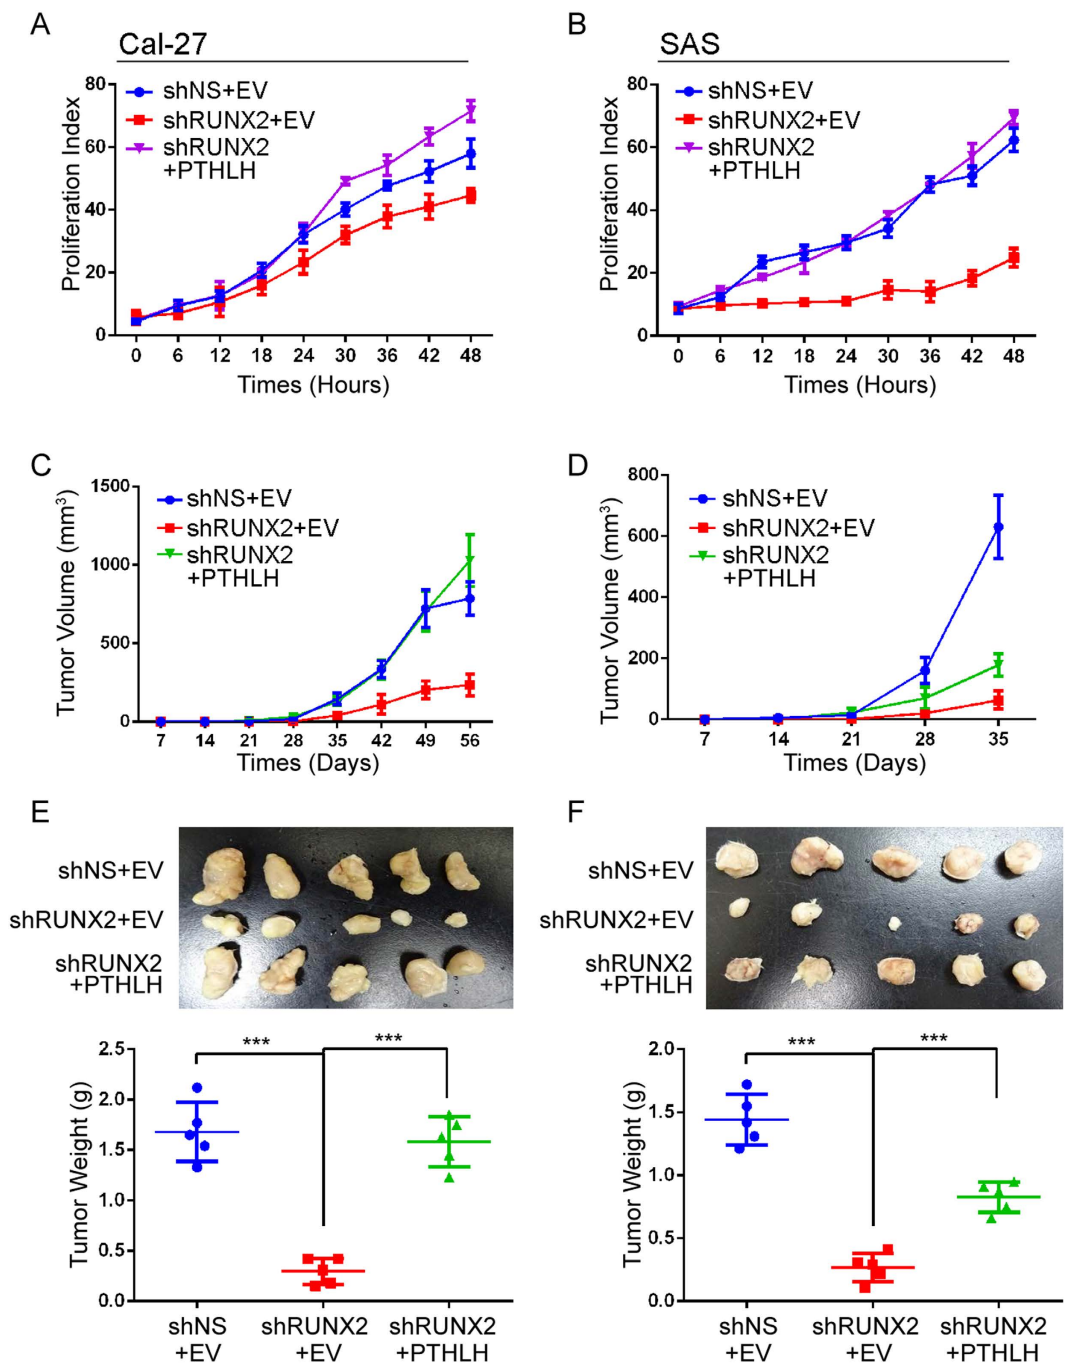 A
Cal-27
Proliferation Index
80
60
40
20
0
shNS+EV
shRUNX2+EV
shRUNX2
+PTHLH
0 6 12 18 24 30 36 42 48
Times (Hours)
B
SAS
Proliferation Index
80
60
40
20
0
shNS+EV
shRUNX2+EV
shRUNX2
+PTHLH
0 6 12 18 24 30 36 42 48
Times (Hours)
C
Tumor Volume (mm³)
1500
1000
500
0
shNS+EV
shRUNX2+EV
shRUNX2
+PTHLH
7 14 21 28 35 42 49 56
Times (Days)
D
Tumor Volume (mm³)
800
600
400
200
0
shNS+EV
shRUNX2+EV
shRUNX2
+PTHLH
7 14 21 28 35
Times (Days)
E
shNS+EV
shRUNX2+EV
shRUNX2
+PTHLH
Tumor Weight (g)
2.5
2.0
1.5
1.0
0.5
0.0
*** ***
shNS shRUNX2 shRUNX2
+EV +EV +PTHLH
F
shNS+EV
shRUNX2+EV
shRUNX2
+PTHLH
Tumor Weight (g)
2.0
1.5
1.0
0.5
0.0
*** ***
shNS shRUNX2 shRUNX2
+EV +EV +PTHLH